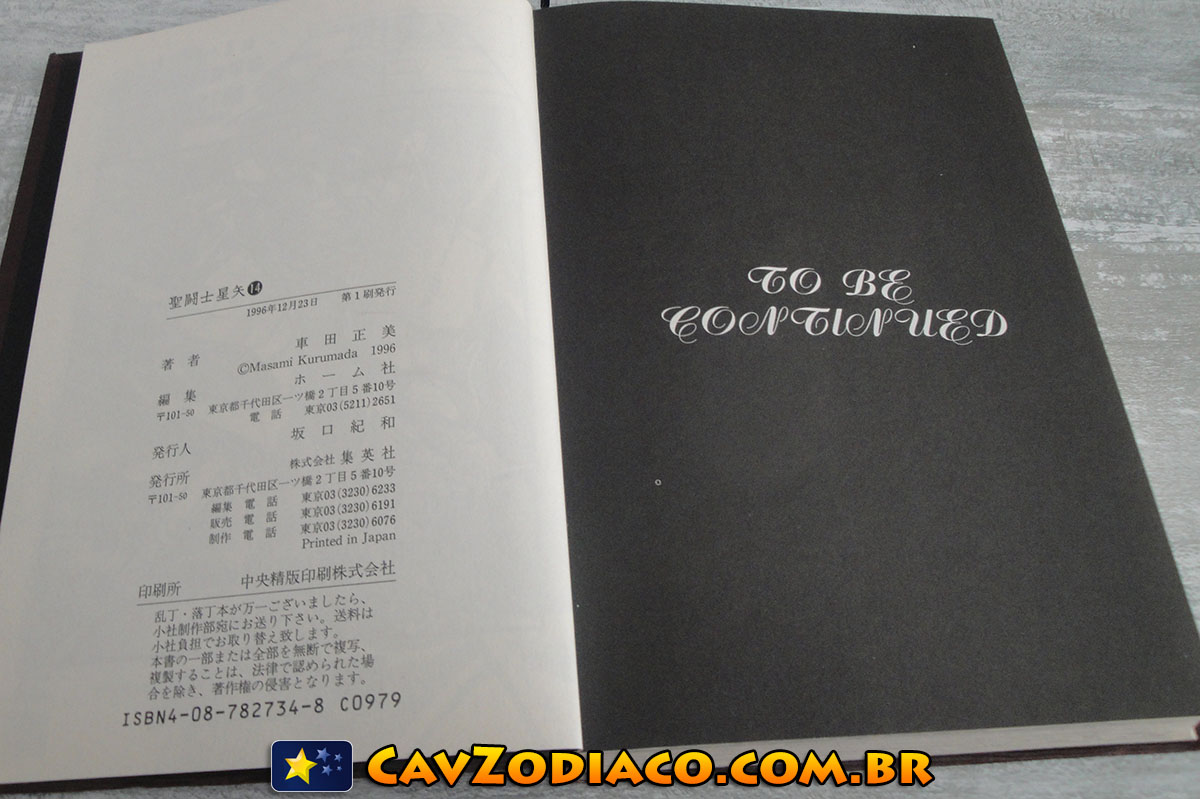 聖闘士星矢⓮
1996年12月23日　第1刷発行
著者　車田正美
©Masami Kurumada 1996
編集　ホーム社
〒101-50　東京都千代田区一ツ橋2丁目5番10号
電話　東京03(5211)2651
発行人　坂口紀和
発行所　株式会社 集英社
〒101-50　東京都千代田区一ツ橋2丁目5番10号
編集 電話　東京03(3230)6233
販売 電話　東京03(3230)6191
制作 電話　東京03(3230)6076
Printed in Japan
印刷所　中央精版印刷株式会社
乱丁・落丁本が万一ございましたら、
小社制作部宛にお送り下さい。送料は
小社負担でお取り替え致します。
本書の一部または全部を無断で複写、
複製することは、法律で認められた場
合を除き、著作権の侵害となります。
ISBN4-08-782734-8 C0979
TO BE
CONTINUED
CAVZODIACO.COM.BR